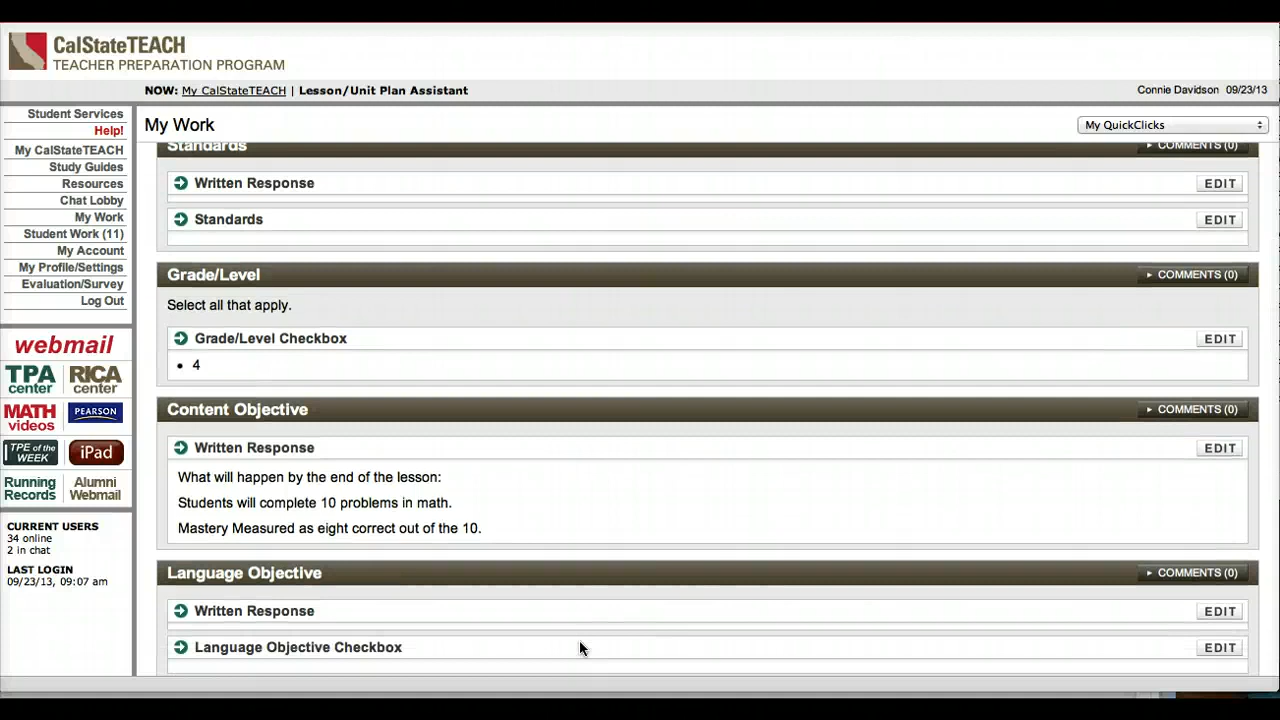 CalStateTEACH
TEACHER PREPARATION PROGRAM
NOW: My CalStateTEACH | Lesson/Unit Plan Assistant
Connie Davidson 09/23/13
Student Services
Help!
My CalStateTEACH
Study Guides
Resources
Chat Lobby
My Work
Student Work (11)
My Account
My Profile/Settings
Evaluation/Survey
Log Out
webmail
TPA center
RICA center
MATH videos
PEARSON
TPE of the WEEK
iPad
Running Records
Alumni Webmail
CURRENT USERS
34 online
2 in chat
LAST LOGIN
09/23/13, 09:07 am
My Work
My QuickClicks
Standards
COMMENTS (0)
Written Response
EDIT
Standards
EDIT
Grade/Level
COMMENTS (0)
Select all that apply.
Grade/Level Checkbox
EDIT
• 4
Content Objective
COMMENTS (0)
Written Response
EDIT
What will happen by the end of the lesson:
Students will complete 10 problems in math.
Mastery Measured as eight correct out of the 10.
Language Objective
COMMENTS (0)
Written Response
EDIT
Language Objective Checkbox
EDIT